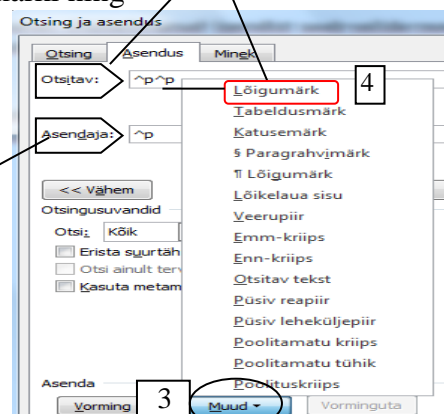 ning
Otsing ja asendus
Otsing Asendus Minek
Otsitav: ^p^p
Asendaja: ^p
<< Vähem
Otsingusuvandid
Otsi: Kõik
Erista suurtäh
Otsi ainult terv
Kasuta metam
Asenda
Vorming 3 Muud Vorminguta
4
Lõigumärk
Tabeldusmärk
Katusemärk
§ Paragrahvimärk
¶ Lõigumärk
Lõikelaua sisu
Veerupiir
Emm-kriips
Enn-kriips
Otsitav tekst
Püsiv reapiir
Püsiv leheküljepiir
Poolitamatu kriips
Poolitamatu tühik
Poolituskriips